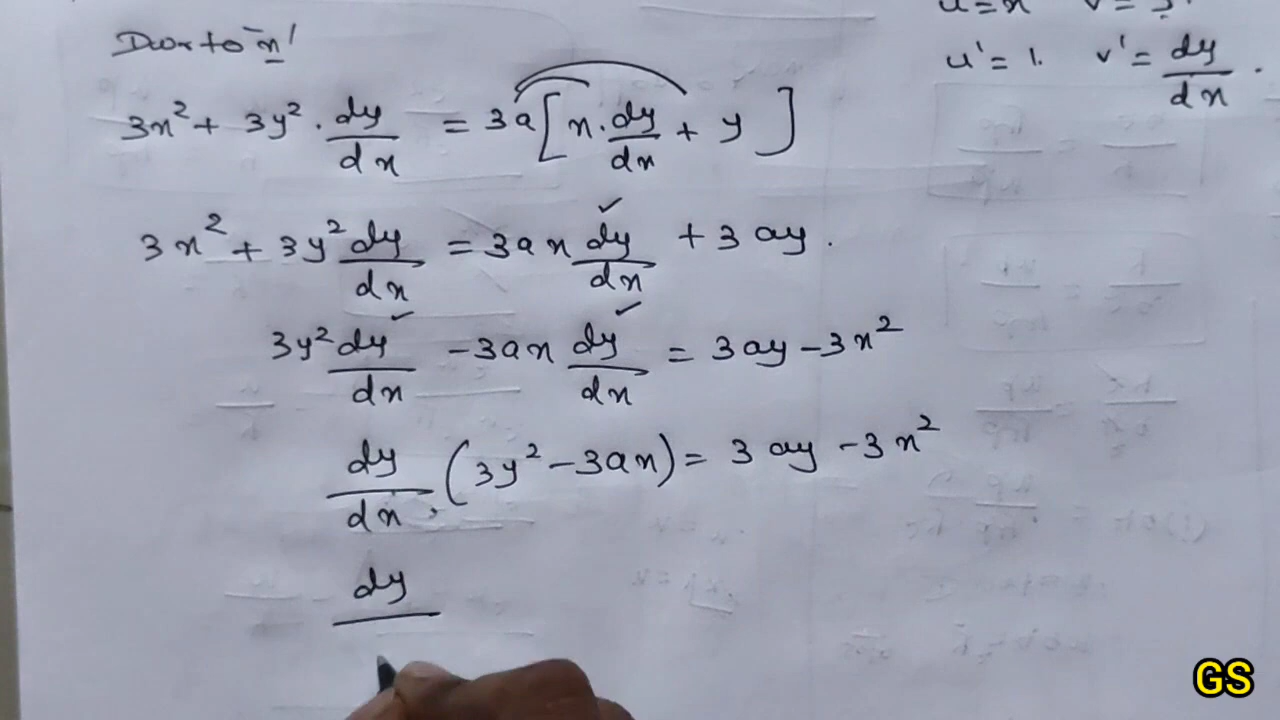 u = x v = y.
D w r to 'x'
u' = 1. v' = dy/dx.
3x² + 3y² . dy/dx = 3a [ x . dy/dx + y ]
3x² + 3y² dy/dx = 3ax dy/dx + 3ay.
3y² dy/dx - 3ax dy/dx = 3ay - 3x²
dy/dx . (3y² - 3ax) = 3ay - 3x²
dy
GS